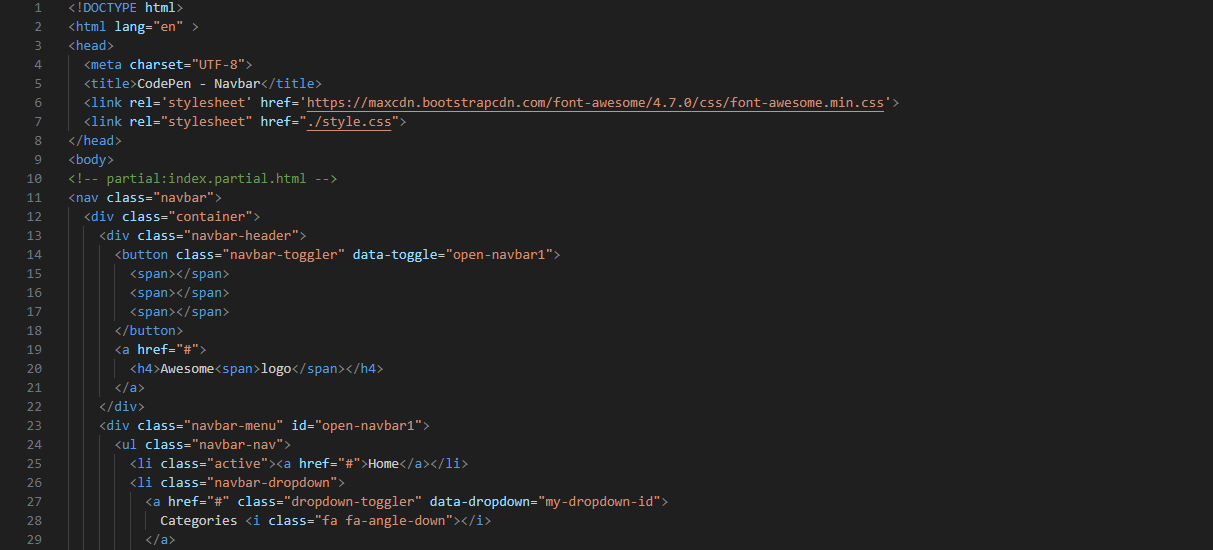 1 <!DOCTYPE html>
2 <html lang="en" >
3 <head>
4   <meta charset="UTF-8">
5   <title>CodePen - Navbar</title>
6   <link rel='stylesheet' href='https://maxcdn.bootstrapcdn.com/font-awesome/4.7.0/css/font-awesome.min.css'>
7   <link rel="stylesheet" href="./style.css">
8 </head>
9 <body>
10 <!-- partial:index.partial.html -->
11 <nav class="navbar">
12   <div class="container">
13     <div class="navbar-header">
14       <button class="navbar-toggler" data-toggle="open-navbar1">
15         <span></span>
16         <span></span>
17         <span></span>
18       </button>
19       <a href="#">
20         <h4>Awesome<span>logo</span></h4>
21       </a>
22     </div>
23     <div class="navbar-menu" id="open-navbar1">
24       <ul class="navbar-nav">
25         <li class="active"><a href="#">Home</a></li>
26         <li class="navbar-dropdown">
27           <a href="#" class="dropdown-toggler" data-dropdown="my-dropdown-id">
28             Categories <i class="fa fa-angle-down"></i>
29           </a>